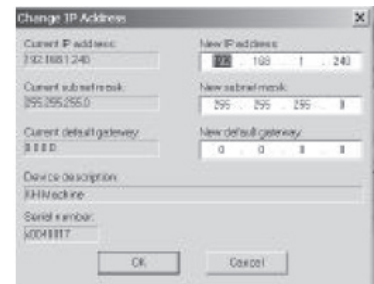 Change IP Address
Current IP address: New IP address:
192.168.1.240 192 . 168 . 1 . 240
Current subnet mask: New subnet mask:
255.255.255.0 255 . 255 . 255 . 0
Current default gateway: New default gateway:
0.0.0.0 0 . 0 . 0 . 0
Device description:
Serial number:
OK Cancel